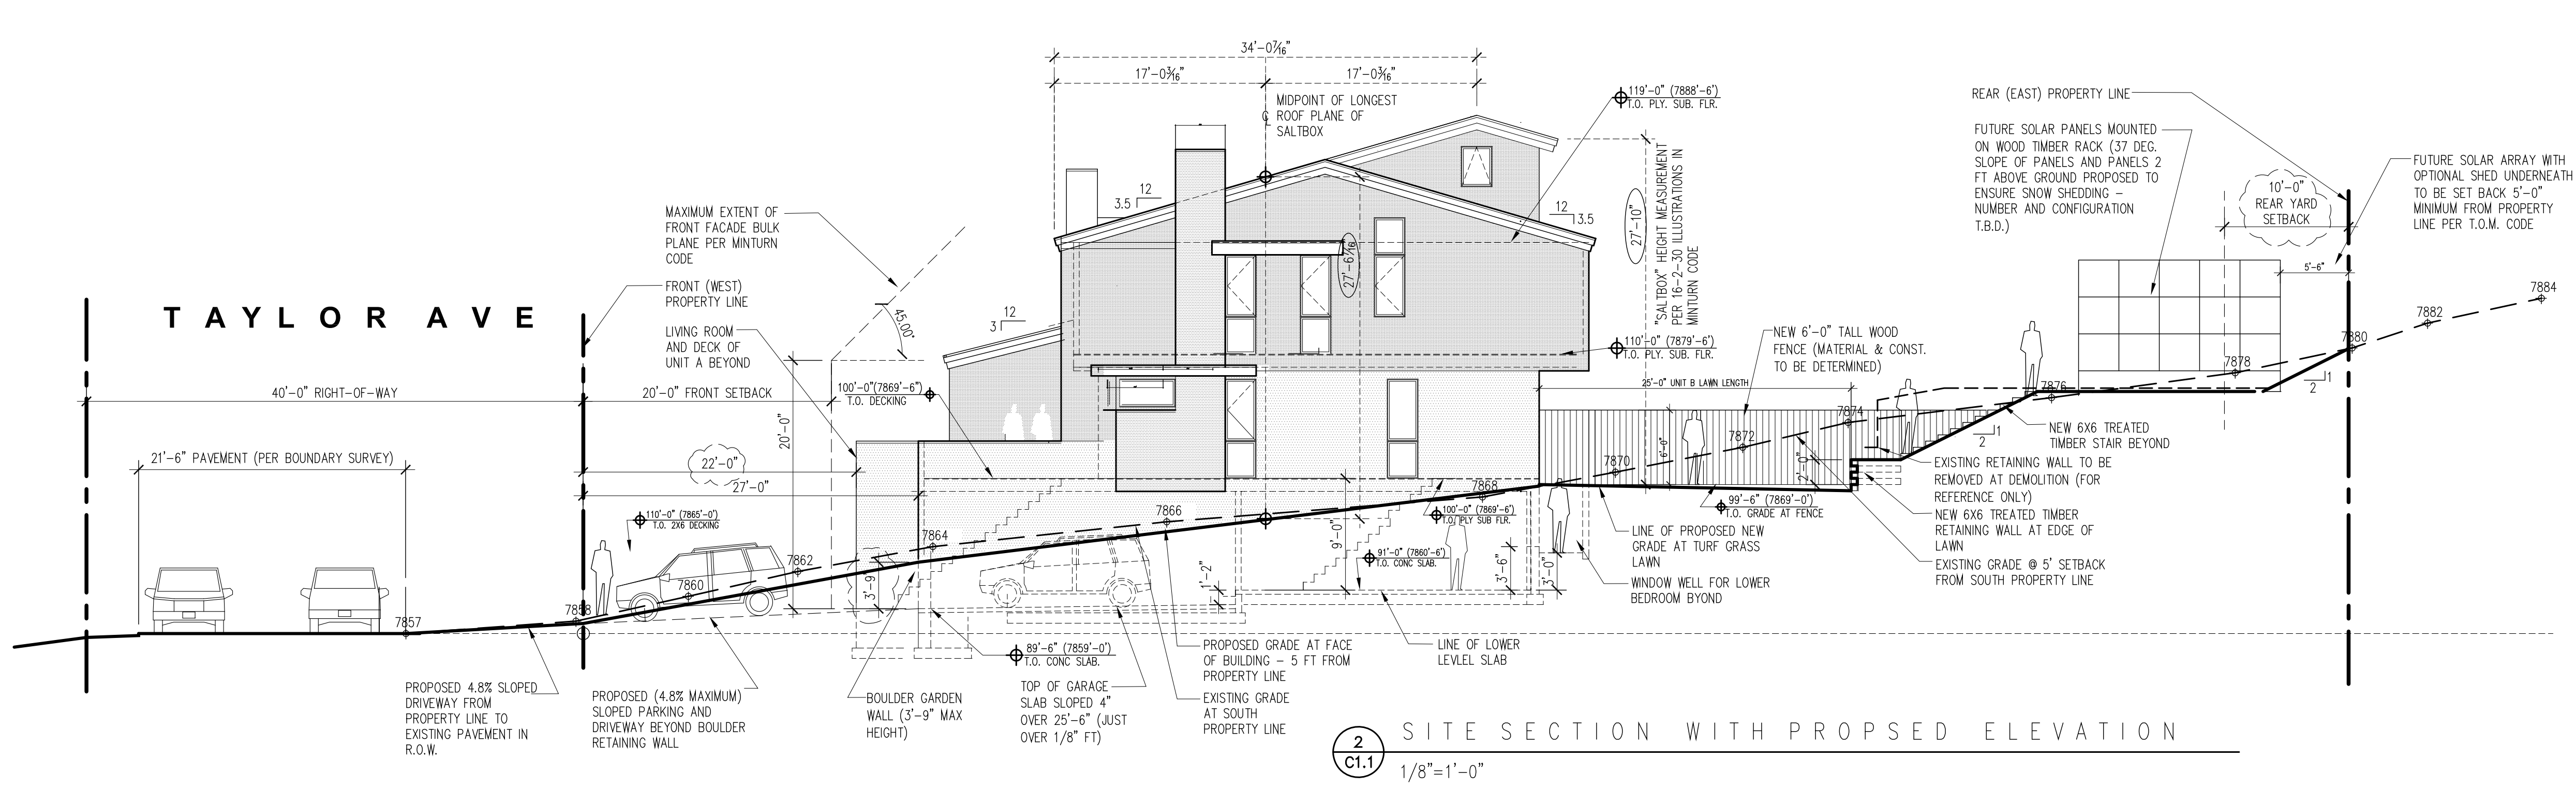 34'-0 7/16"
17'-0 3/16"
17'-0 3/16"
MIDPOINT OF LONGEST
ROOF PLANE OF
SALTBOX
119'-0" (7888'-6')
T.O. PLY. SUB. FLR.
REAR (EAST) PROPERTY LINE
FUTURE SOLAR PANELS MOUNTED
ON WOOD TIMBER RACK (37 DEG.
SLOPE OF PANELS AND PANELS 2
FT ABOVE GROUND PROPOSED TO
ENSURE SNOW SHEDDING –
NUMBER AND CONFIGURATION
T.B.D.)
10'-0"
REAR YARD
SETBACK
FUTURE SOLAR ARRAY WITH
OPTIONAL SHED UNDERNEATH
TO BE SET BACK 5'-0"
MINIMUM FROM PROPERTY
LINE PER T.O.M. CODE
5'-6"
7884
7882
7880
7878
7876
7874
7872
7870
7868
7866
7864
7862
7860
7858
7857
MAXIMUM EXTENT OF
FRONT FACADE BULK
PLANE PER MINTURN
CODE
FRONT (WEST)
PROPERTY LINE
LIVING ROOM
AND DECK OF
UNIT A BEYOND
45.00°
12
3
12
3.5
12
3.5
27'-6 7/16
27'-10"
"SALTBOX" HEIGHT MEASUREMENT
PER 16-2-30 ILLUSTRATIONS IN
MINTURN CODE
110'-0" (7879'-6')
T.O. PLY. SUB. FLR.
NEW 6'-0" TALL WOOD
FENCE (MATERIAL & CONST.
TO BE DETERMINED)
25'-0" UNIT B LAWN LENGTH
TAYLOR AVE
40'-0" RIGHT-OF-WAY
20'-0" FRONT SETBACK
100'-0"(7869'-6")
T.O. DECKING
20'-0"
21'-6" PAVEMENT (PER BOUNDARY SURVEY)
22'-0"
27'-0"
110'-0" (7865'-0')
T.O. 2X6 DECKING
3'-9"
1'-2"
9'-0"
91'-0" (7860'-6')
T.O. CONC SLAB.
100'-0" (7869'-6")
T.O. PLY SUB FLR.
3'-6"
3'-0"
6'-0"
2'-0"
99'-6" (7869'-0')
T.O. GRADE AT FENCE
1
2
1
2
NEW 6X6 TREATED
TIMBER STAIR BEYOND
EXISTING RETAINING WALL TO BE
REMOVED AT DEMOLITION (FOR
REFERENCE ONLY)
NEW 6X6 TREATED TIMBER
RETAINING WALL AT EDGE OF
LAWN
EXISTING GRADE @ 5' SETBACK
FROM SOUTH PROPERTY LINE
LINE OF PROPOSED NEW
GRADE AT TURF GRASS
LAWN
WINDOW WELL FOR LOWER
BEDROOM BYOND
LINE OF LOWER
LEVLEL SLAB
PROPOSED GRADE AT FACE
OF BUILDING – 5 FT FROM
PROPERTY LINE
EXISTING GRADE
AT SOUTH
PROPERTY LINE
89'-6" (7859'-0')
T.O. CONC SLAB.
TOP OF GARAGE
SLAB SLOPED 4"
OVER 25'-6" (JUST
OVER 1/8" FT)
BOULDER GARDEN
WALL (3'-9" MAX
HEIGHT)
PROPOSED (4.8% MAXIMUM)
SLOPED PARKING AND
DRIVEWAY BEYOND BOULDER
RETAINING WALL
PROPOSED 4.8% SLOPED
DRIVEWAY FROM
PROPERTY LINE TO
EXISTING PAVEMENT IN
R.O.W.
2
C1.1
SITE SECTION WITH PROPSED ELEVATION
1/8"=1'-0"